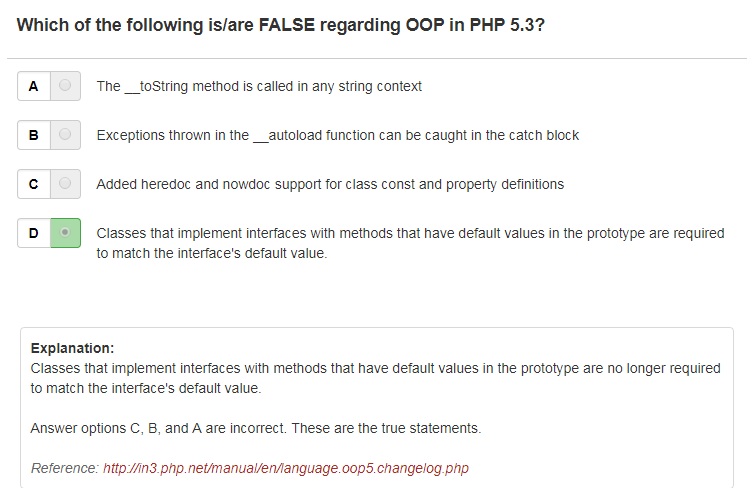 Which of the following is/are FALSE regarding OOP in PHP 5.3?
A The __toString method is called in any string context
B Exceptions thrown in the __autoload function can be caught in the catch block
C Added heredoc and nowdoc support for class const and property definitions
D Classes that implement interfaces with methods that have default values in the prototype are required
to match the interface's default value.
Explanation:
Classes that implement interfaces with methods that have default values in the prototype are no longer required
to match the interface's default value.
Answer options C, B, and A are incorrect. These are the true statements.
Reference: http://in3.php.net/manual/en/language.oop5.changelog.php